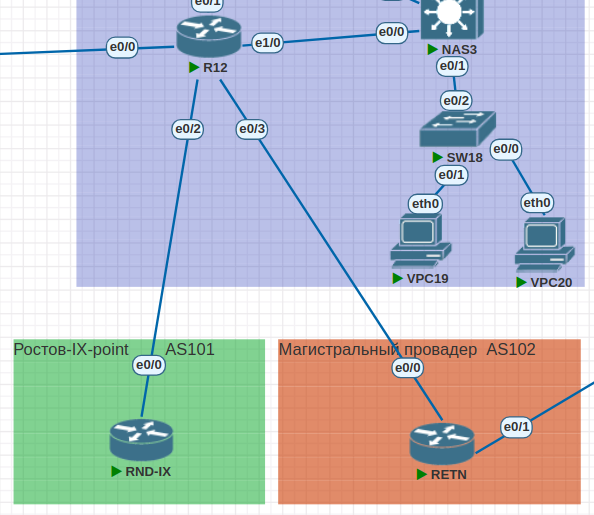 e0/1
e0/0
e1/0
e0/0
R12
NAS3
e0/1
e0/2
e0/2
e0/3
SW18
e0/0
e0/1
eth0
eth0
VPC19
VPC20
Ростов-IX-point AS101
Магистральный провадер AS102
e0/0
e0/0
e0/1
RND-IX
RETN